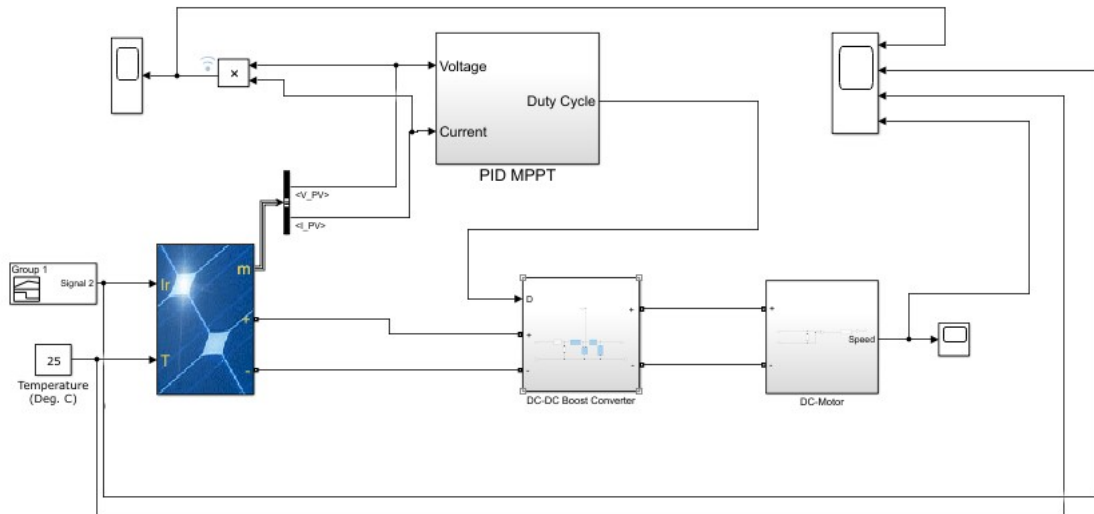 ×
Voltage
Duty Cycle
Current
PID MPPT
<V_PV>
<I_PV>
Group 1
Signal 2
Ir
m
+
T
-
25
Temperature
(Deg. C)
D
+
-
+
-
DC-DC Boost Converter
+
-
Speed
DC-Motor